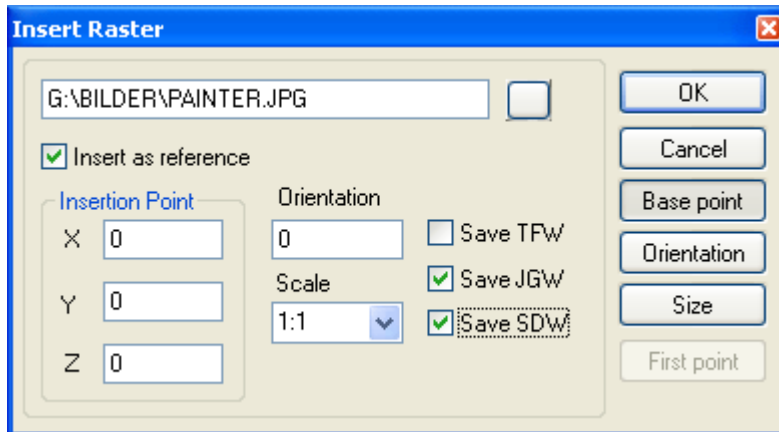 Insert Raster
G:\BILDER\PAINTER.JPG
Insert as reference
Insertion Point
X 0
Y 0
Z 0
Orientation
0
Scale
1:1
Save TFW
Save JGW
Save SDW
OK
Cancel
Base point
Orientation
Size
First point